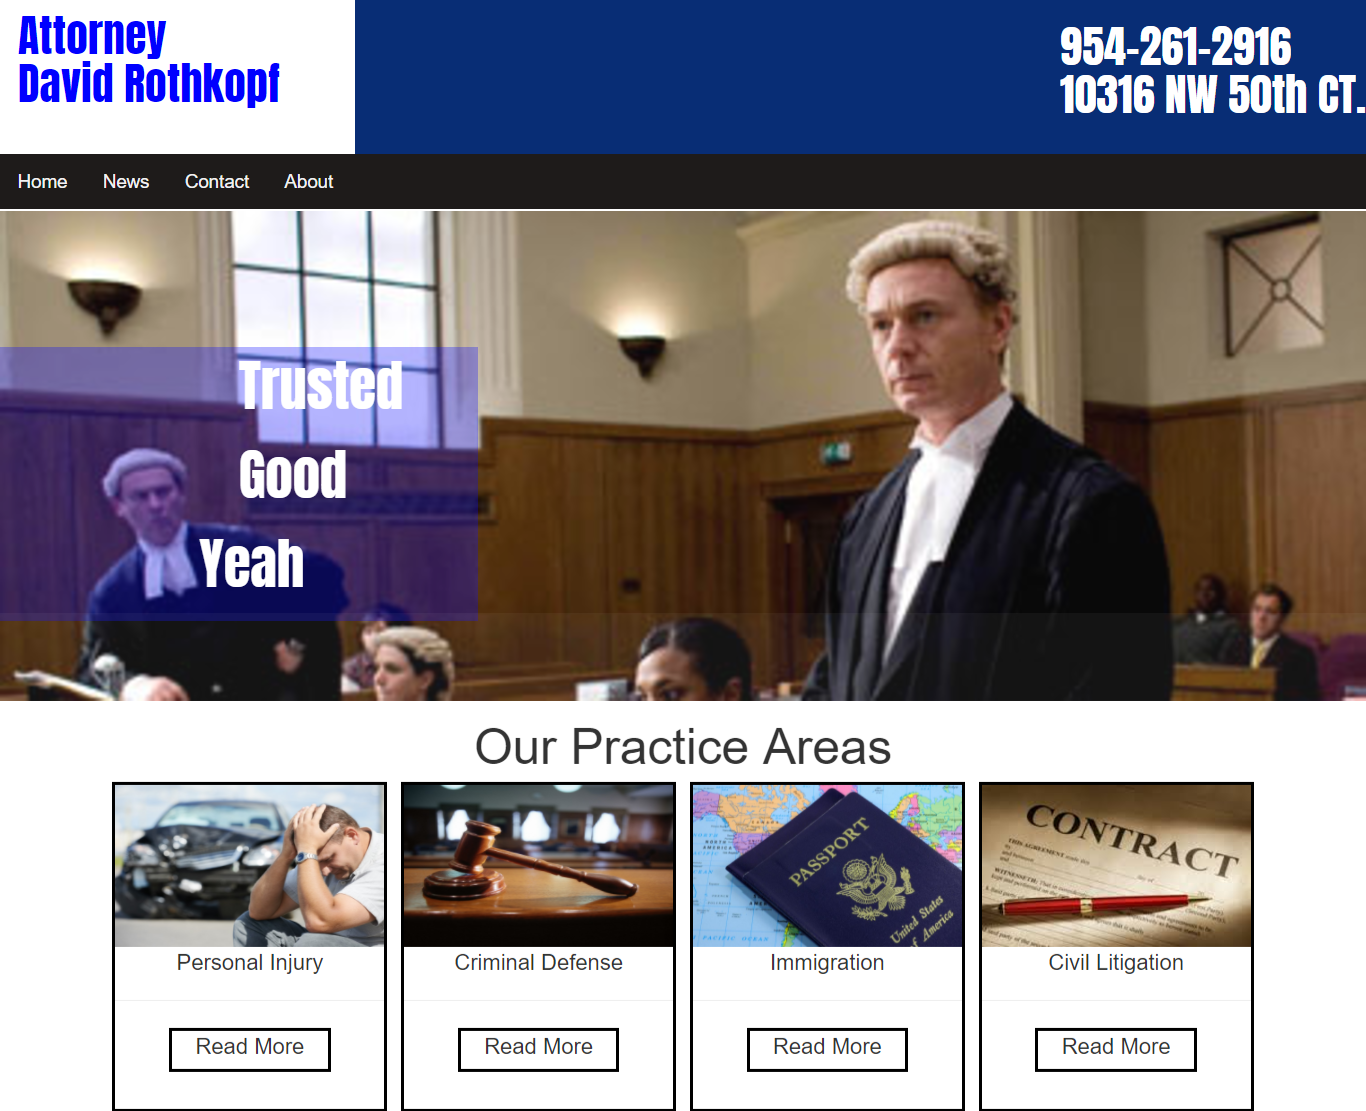 Attorney
David Rothkopf
954-261-2916
10316 NW 50th CT.
Home News Contact About
Trusted
Good
Yeah
Our Practice Areas
PASSPORT
United States
of America
CONTRACT
THIS AGREEMENT
Personal Injury
Criminal Defense
Immigration
Civil Litigation
Read More
Read More
Read More
Read More